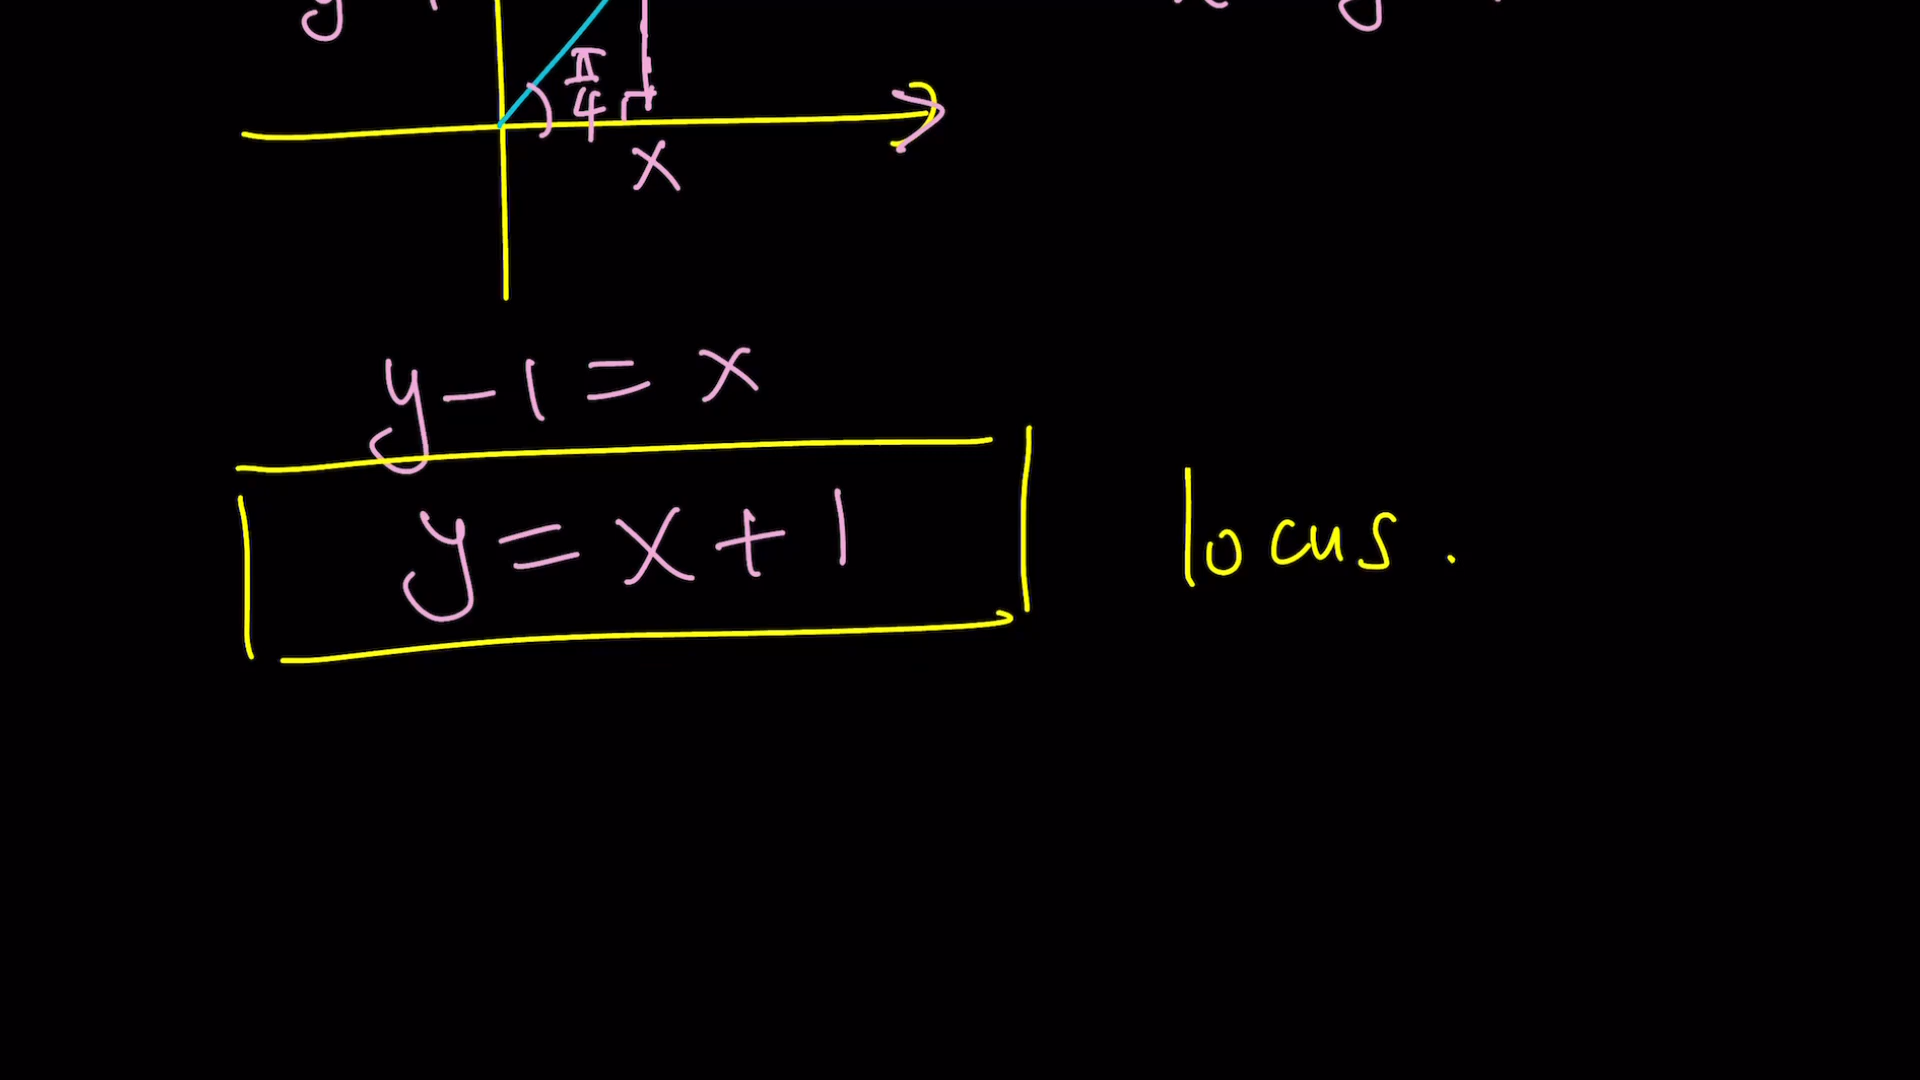 π
4
x
y-1=x
y=x+1
locus.